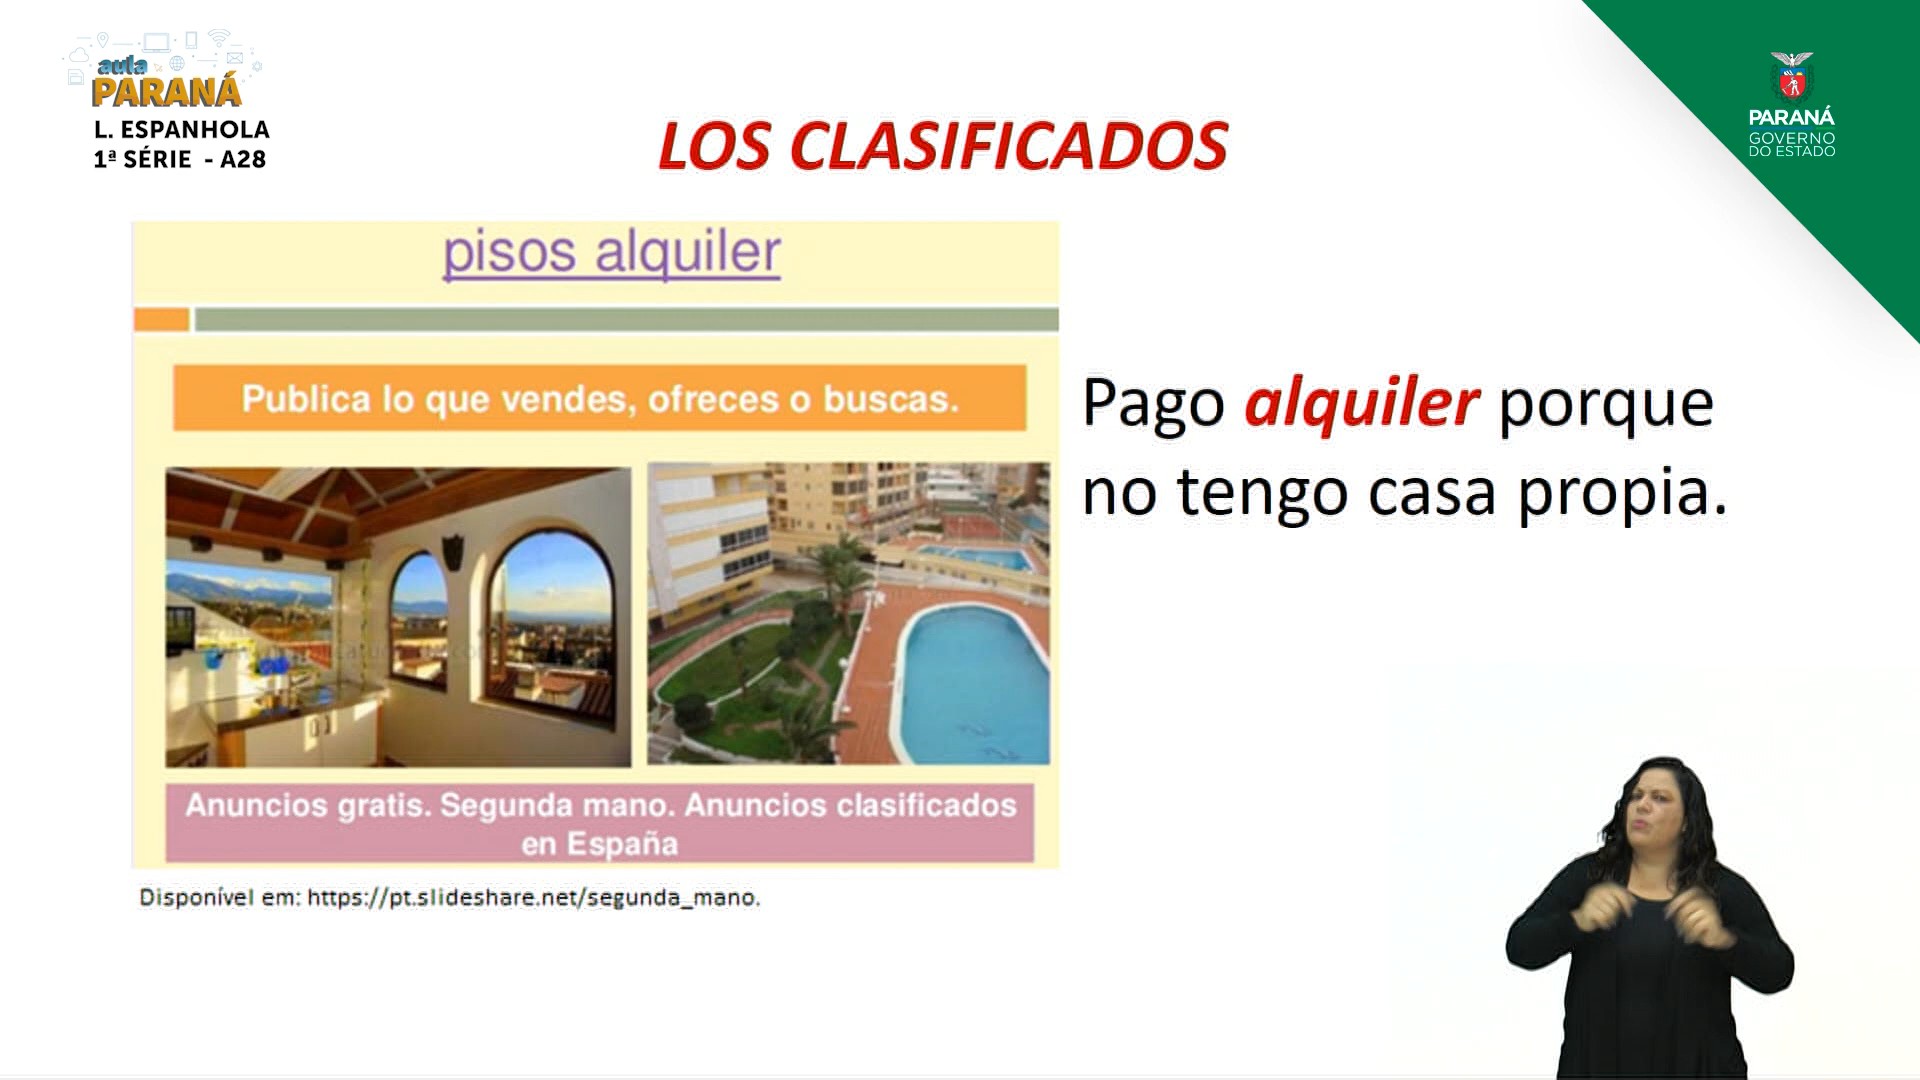 aula
PARANÁ
L. ESPANHOLA
1ª SÉRIE - A28
LOS CLASIFICADOS
PARANÁ
GOVERNO
DO ESTADO
pisos alquiler
Publica lo que vendes, ofreces o buscas.
Anuncios gratis. Segunda mano. Anuncios clasificados
en España
Disponível em: https://pt.slideshare.net/segunda_mano.
Pago alquiler porque
no tengo casa propia.